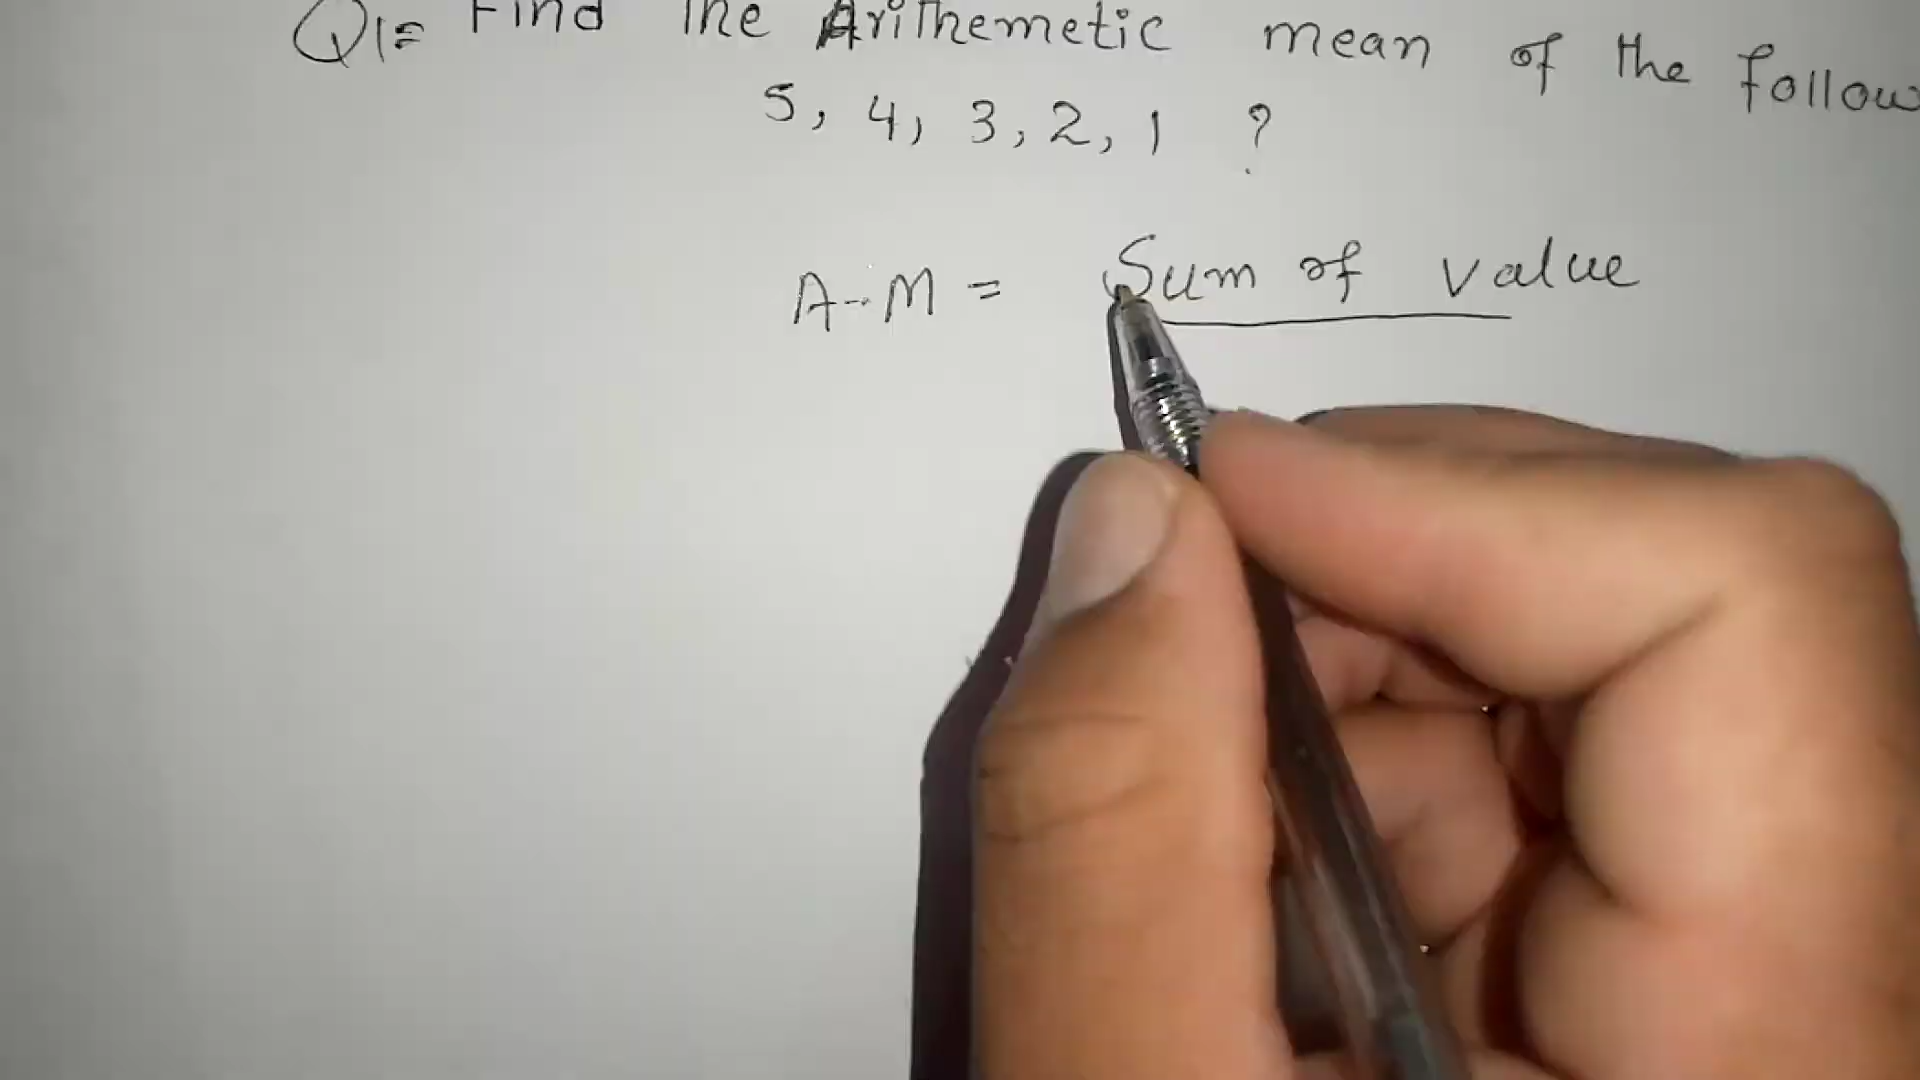 Q1= Find The Arithemetic mean of the follow
5, 4, 3, 2, 1 ?
A-M = Sum of value